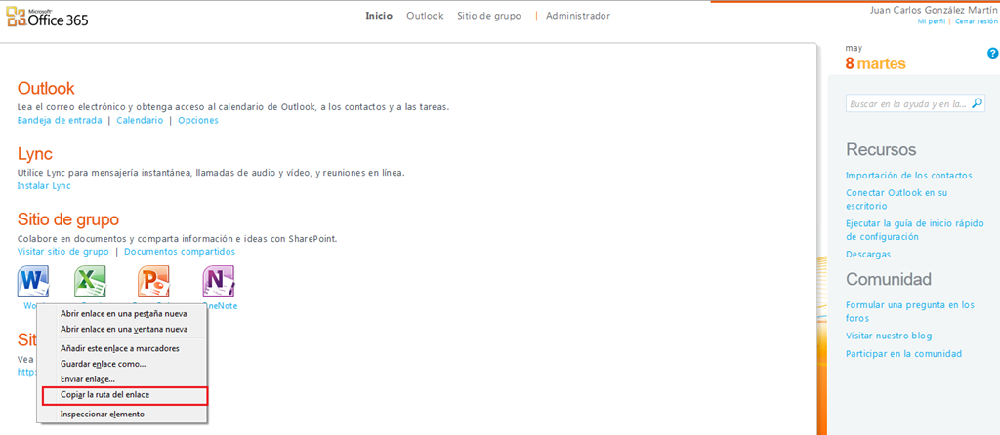 Microsoft®
Office 365
Inicio Outlook Sitio de grupo | Administrador
Juan Carlos González Martín
Mi perfil | Cerrar sesión
may
8 martes
Buscar en la ayuda y en la...
Outlook
Lea el correo electrónico y obtenga acceso al calendario de Outlook, a los contactos y a las tareas.
Bandeja de entrada | Calendario | Opciones
Lync
Utilice Lync para mensajería instantánea, llamadas de audio y vídeo, y reuniones en línea.
Instalar Lync
Sitio de grupo
Colabore en documentos y comparta información e ideas con SharePoint.
Visitar sitio de grupo | Documentos compartidos
OneNote
Abrir enlace en una pestaña nueva
Abrir enlace en una ventana nueva
Añadir este enlace a marcadores
Guardar enlace como...
Enviar enlace...
Copiar la ruta del enlace
Inspeccionar elemento
Sit
Vea
http:
Recursos
Importación de los contactos
Conectar Outlook en su
escritorio
Ejecutar la guía de inicio rápido
de configuración
Descargas
Comunidad
Formular una pregunta en los
foros
Visitar nuestro blog
Participar en la comunidad